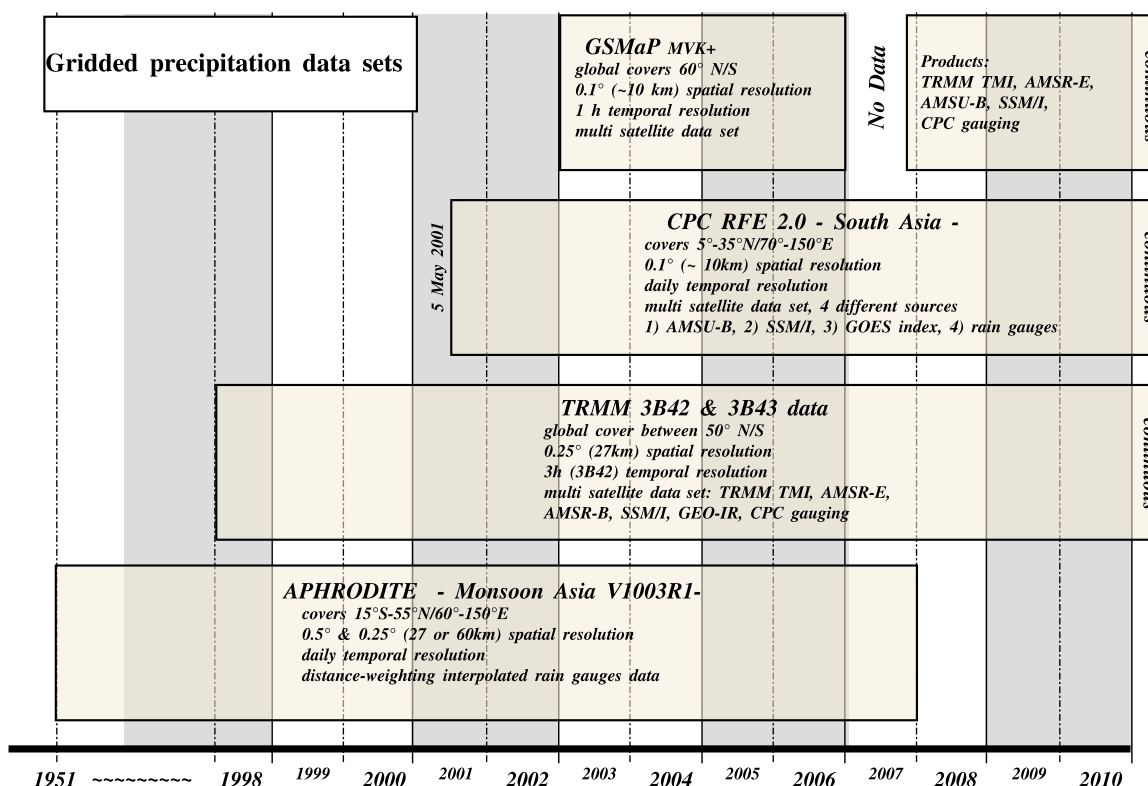 Gridded precipitation data sets
GSMaP MVK+
global covers 60° N/S
0.1° (~10 km) spatial resolution
1 h temporal resolution
multi satellite data set
No Data
Products:
TRMM TMI, AMSR-E,
AMSU-B, SSM/I,
CPC gauging
5 May 2001
CPC RFE 2.0 - South Asia -
covers 5°-35°N/70°-150°E
0.1° (~ 10km) spatial resolution
daily temporal resolution
multi satellite data set, 4 different sources
1) AMSU-B, 2) SSM/I, 3) GOES index, 4) rain gauges
TRMM 3B42 & 3B43 data
global cover between 50° N/S
0.25° (27km) spatial resolution
3h (3B42) temporal resolution
multi satellite data set: TRMM TMI, AMSR-E,
AMSR-B, SSM/I, GEO-IR, CPC gauging
APHRODITE - Monsoon Asia V1003R1-
covers 15°S-55°N/60°-150°E
0.5° & 0.25° (27 or 60km) spatial resolution
daily temporal resolution
distance-weighting interpolated rain gauges data
1951 ~~~~~~~~~ 1998 1999 2000 2001 2002 2003 2004 2005 2006 2007 2008 2009 2010